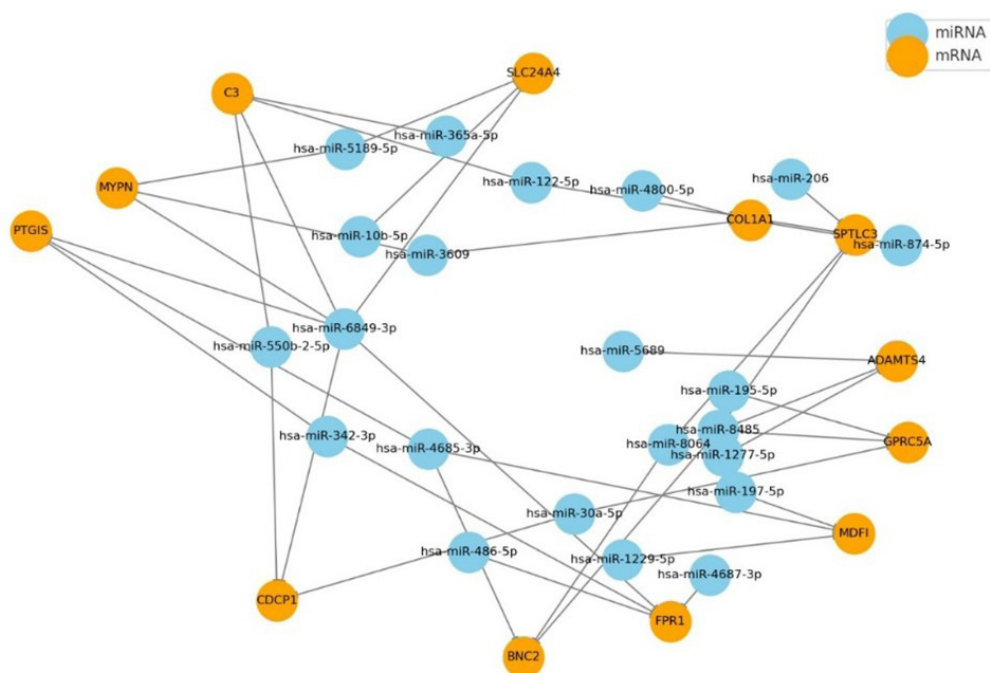 miRNA
mRNA
SLC24A4
C3
hsa-miR-365a-5p
hsa-miR-5189-5p
hsa-miR-206
hsa-miR-122-5p
hsa-miR-4800-5p
MYPN
COL1A1
PTGIS
hsa-miR-10b-5p
SPTLC3
hsa-miR-874-5p
hsa-miR-3609
hsa-miR-6849-3p
hsa-miR-550b-2-5p
hsa-miR-5689
ADAMTS4
hsa-miR-195-5p
hsa-miR-8485
hsa-miR-342-3p
hsa-miR-8064
GPRC5A
hsa-miR-4685-3p
hsa-miR-1277-5p
hsa-miR-197-5p
hsa-miR-30a-5p
MDFI
hsa-miR-486-5p
hsa-miR-1229-5p
hsa-miR-4687-3p
CDCP1
FPR1
BNC2